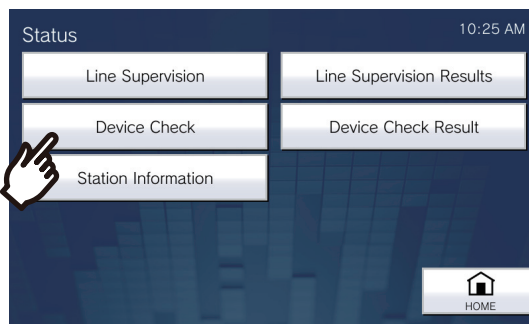 Status
10:25 AM
Line Supervision
Line Supervision Results
Device Check
Device Check Result
Station Information
HOME